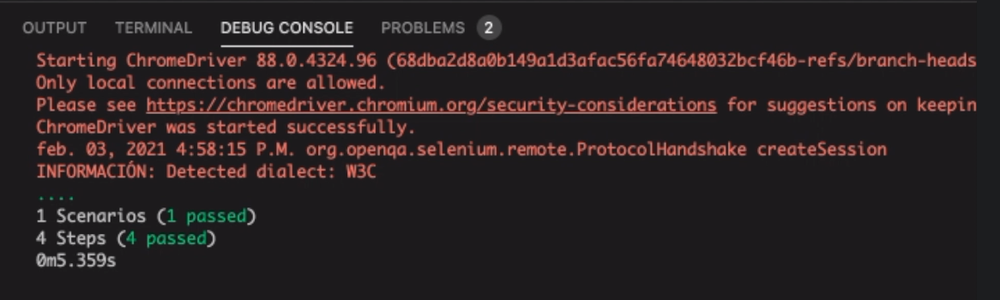 OUTPUT TERMINAL DEBUG CONSOLE PROBLEMS 2
Starting ChromeDriver 88.0.4324.96 (68dba2d8a0b149a1d3afac56fa74648032bcf46b-refs/branch-heads
Only local connections are allowed.
Please see https://chromedriver.chromium.org/security-considerations for suggestions on keepin
ChromeDriver was started successfully.
feb. 03, 2021 4:58:15 P.M. org.openqa.selenium.remote.ProtocolHandshake createSession
INFORMACIÓN: Detected dialect: W3C
....
1 Scenarios (1 passed)
4 Steps (4 passed)
0m5.359s